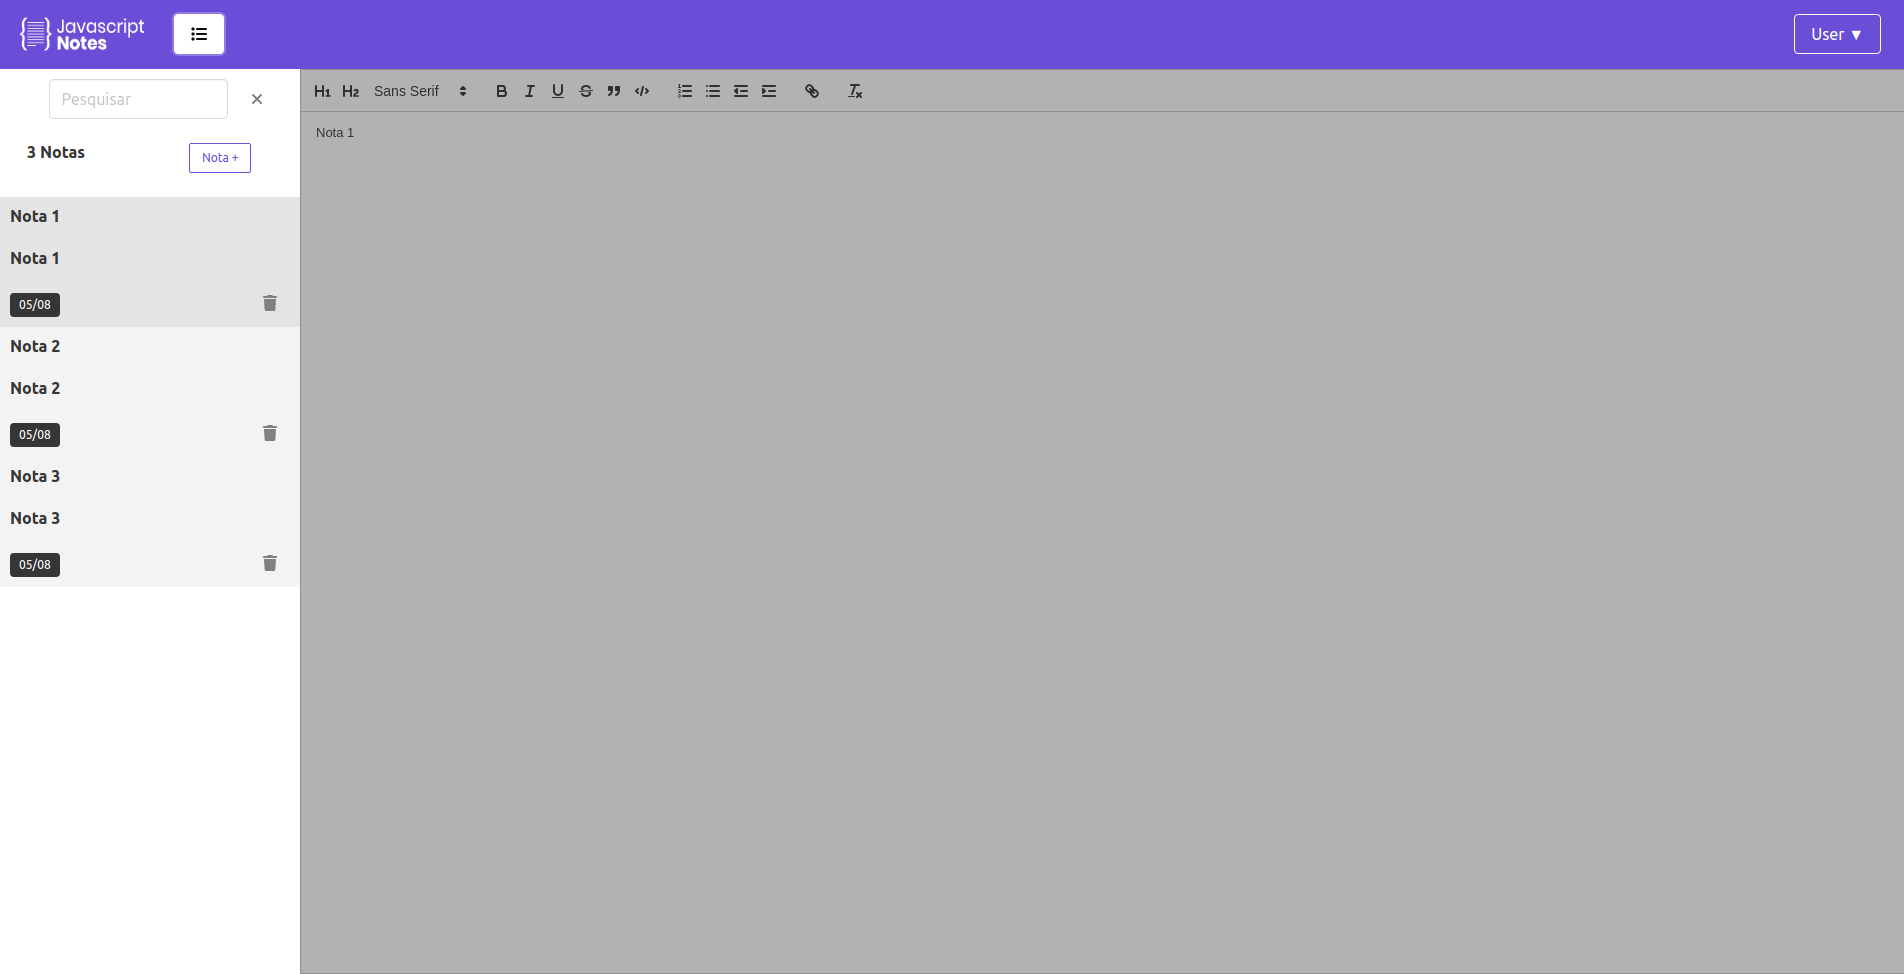 Javascript
Notes
User ▼
Pesquisar
3 Notas
Nota +
Nota 1
Nota 1
05/08
Nota 2
Nota 2
05/08
Nota 3
Nota 3
05/08
H1 H2 Sans Serif B I U S
Nota 1